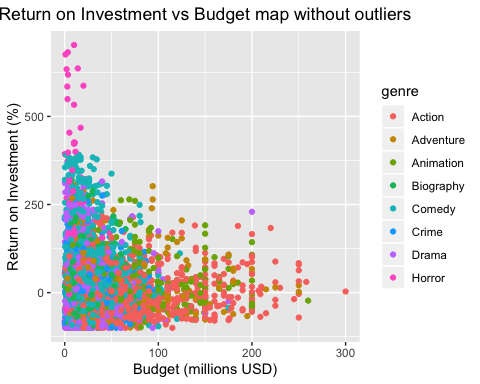 Return on Investment vs Budget map without outliers
Return on Investment (%)
500
250
0
0
100
200
300
Budget (millions USD)
genre
Action
Adventure
Animation
Biography
Comedy
Crime
Drama
Horror